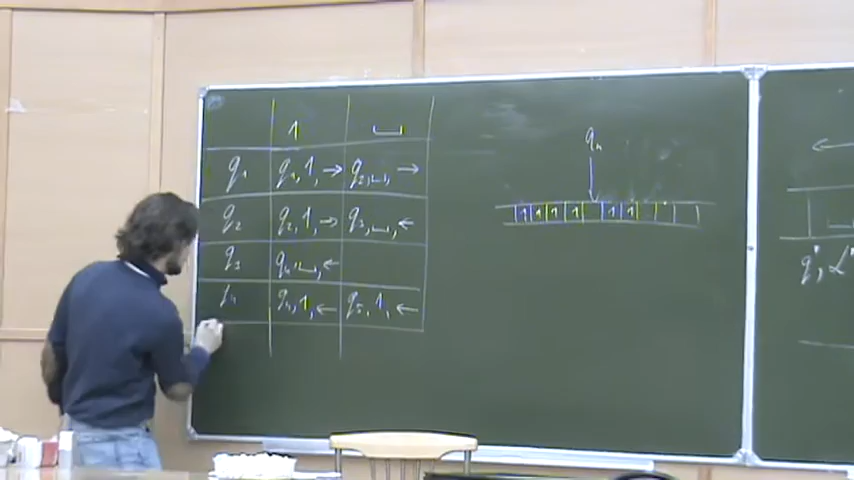 1 ␣
q₁ q₁, 1, → q₂, ␣, →
q₂ q₂, 1, → q₃, ␣, ←
q₃ q₄, ␣, ←
q₄ q₄, 1, ← q₅, 1, ←
q₄
1 1 1 1 1 1
←
␣